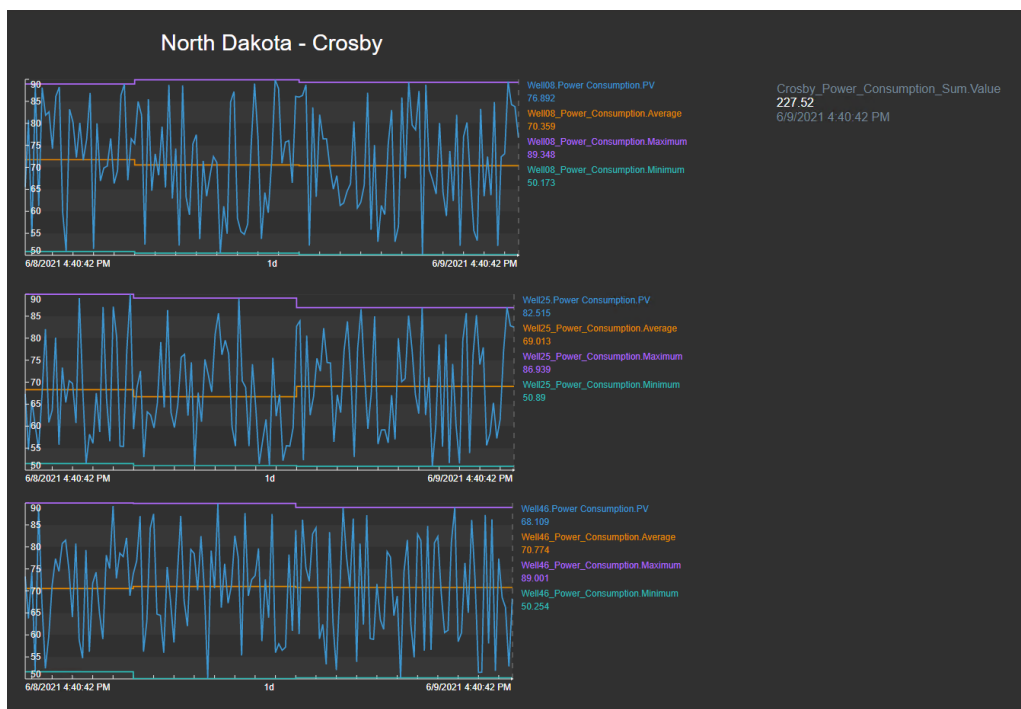 North Dakota - Crosby
90
85
80
75
70
65
60
55
50
6/8/2021 4:40:42 PM
1d
6/9/2021 4:40:42 PM
Well08.Power Consumption.PV
76.892
Well08_Power_Consumption.Average
70.359
Well08_Power_Consumption.Maximum
89.348
Well08_Power_Consumption.Minimum
50.173
Crosby_Power_Consumption_Sum.Value
227.52
6/9/2021 4:40:42 PM
90
85
80
75
70
65
60
55
50
6/8/2021 4:40:42 PM
1d
6/9/2021 4:40:42 PM
Well25.Power Consumption.PV
82.515
Well25_Power_Consumption.Average
69.013
Well25_Power_Consumption.Maximum
86.939
Well25_Power_Consumption.Minimum
50.89
90
85
80
75
70
65
60
55
50
6/8/2021 4:40:42 PM
1d
6/9/2021 4:40:42 PM
Well46.Power Consumption.PV
68.109
Well46_Power_Consumption.Average
70.774
Well46_Power_Consumption.Maximum
89.001
Well46_Power_Consumption.Minimum
50.254